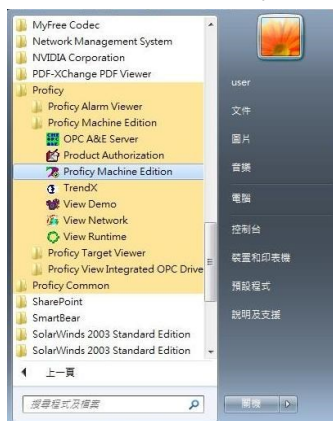 MyFree Codec
Network Management System
NVIDIA Corporation
PDF-XChange PDF Viewer
Proficy
Proficy Alarm Viewer
Proficy Machine Edition
OPC A&E Server
Product Authorization
Proficy Machine Edition
TrendX
View Demo
View Network
View Runtime
Proficy Target Viewer
Proficy View Integrated OPC Drive
Proficy Common
SharePoint
SmartBear
SolarWinds 2003 Standard Edition
SolarWinds 2003 Standard Edition
上一頁
搜尋程式及檔案
user
文件
圖片
音樂
電腦
控制台
裝置和印表機
預設程式
說明及支援
關機